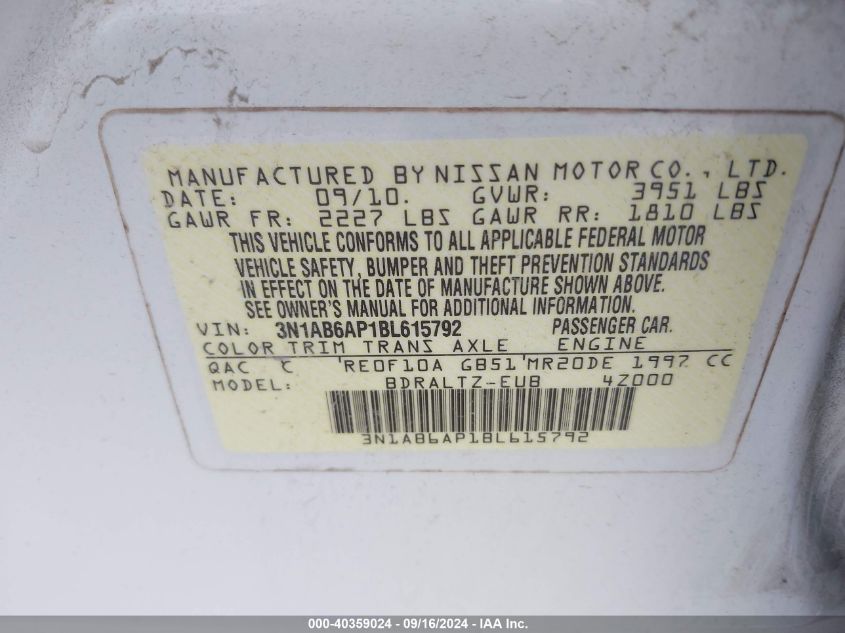 MANUFACTURED BY NISSAN MOTOR CO., LTD.
DATE: 09/10. GVWR: 3951 LBS
GAWR FR: 2227 LBS GAWR RR: 1810 LBS
THIS VEHICLE CONFORMS TO ALL APPLICABLE FEDERAL MOTOR
VEHICLE SAFETY, BUMPER AND THEFT PREVENTION STANDARDS
IN EFFECT ON THE DATE OF MANUFACTURE SHOWN ABOVE.
SEE OWNER'S MANUAL FOR ADDITIONAL INFORMATION.
VIN: 3N1AB6AP1BL615792 PASSENGER CAR.
COLOR TRIM TRANS AXLE ENGINE
QAC C RE0F10A GB51 MR20DE 1997 CC
MODEL: BDRALTZ-EUB 4Z000
3N1AB6AP1BL615792
000-40359024 - 09/16/2024 - IAA Inc.